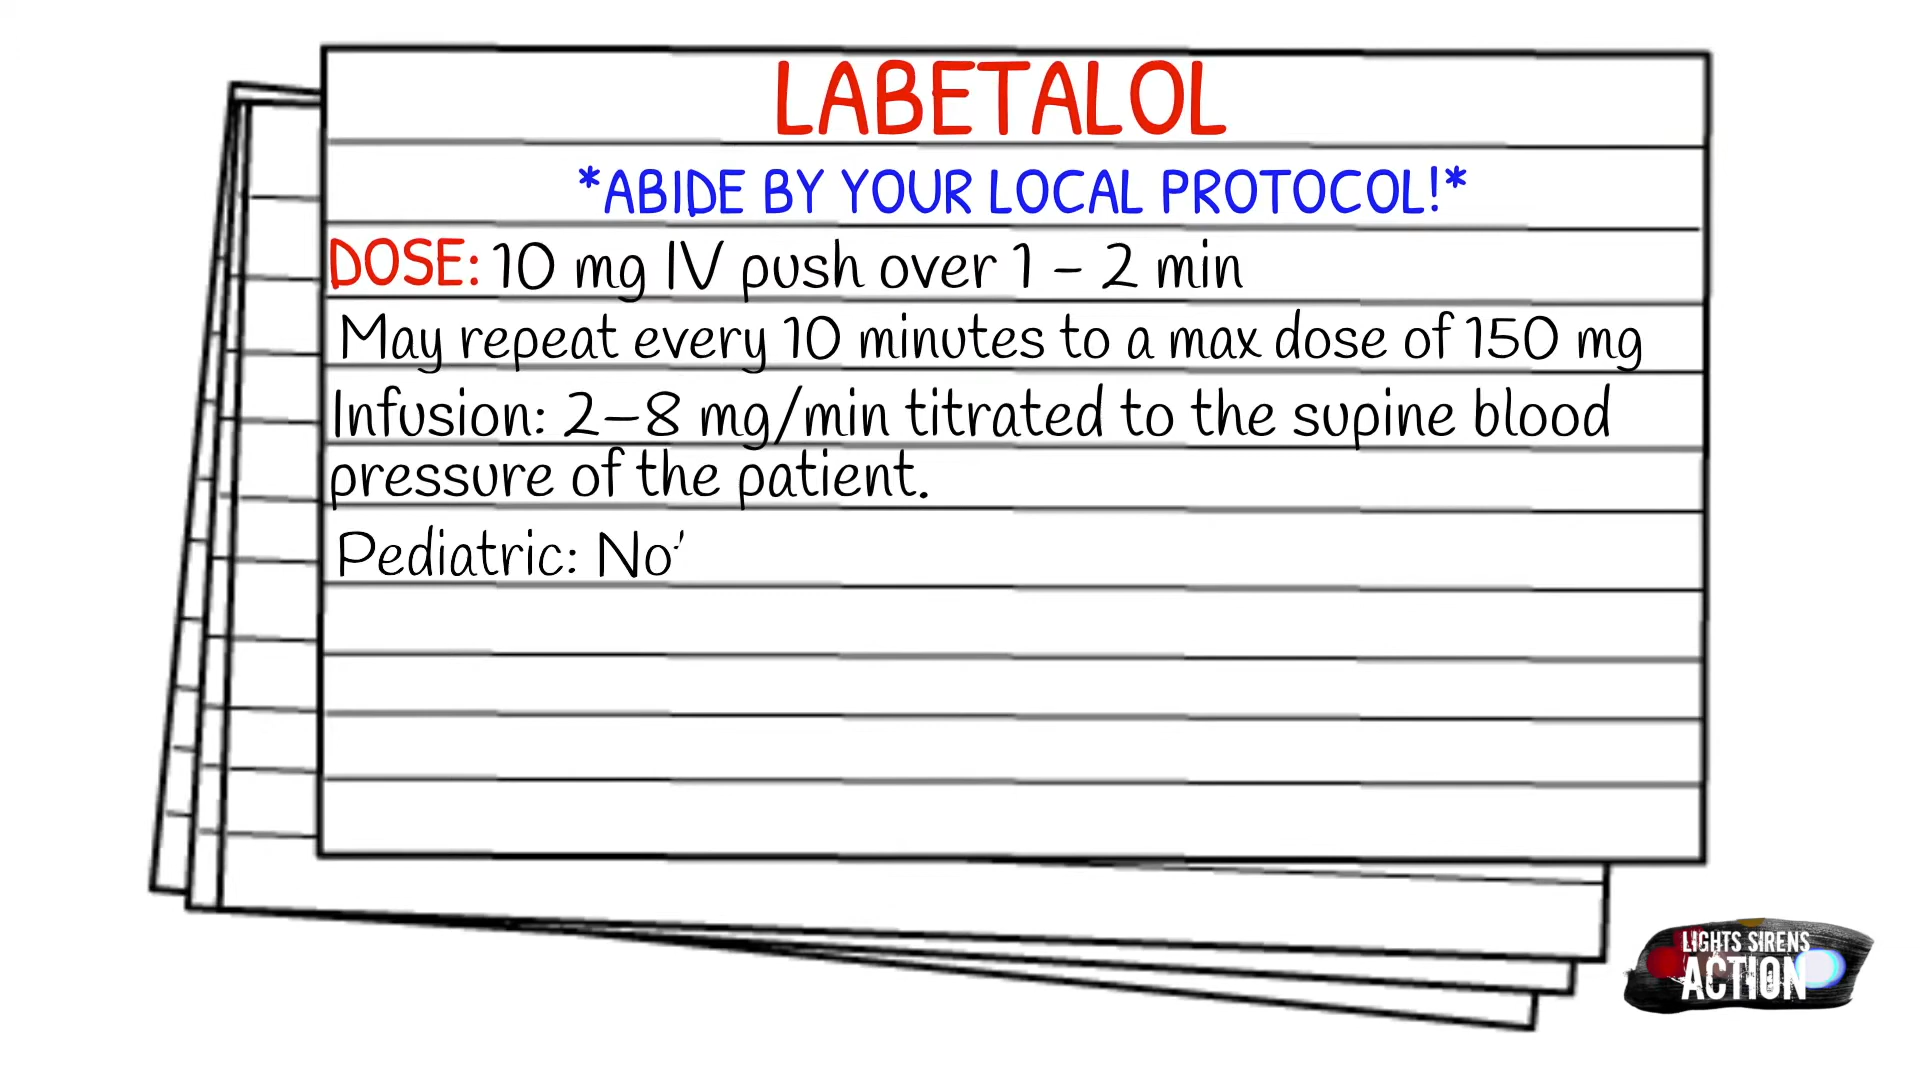 LABETALOL
*ABIDE BY YOUR LOCAL PROTOCOL!*
DOSE: 10 mg IV push over 1 – 2 min
May repeat every 10 minutes to a max dose of 150 mg
Infusion: 2–8 mg/min titrated to the supine blood
pressure of the patient.
Pediatric:
LIGHTS SIRENS
ACTION